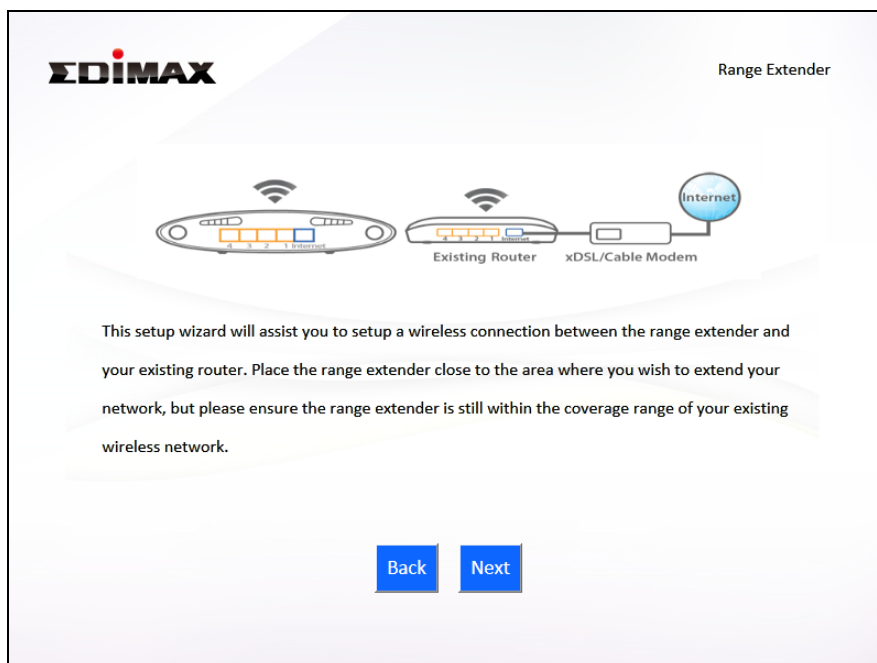 EDIMAX
Range Extender
Internet
4 3 2 1 Internet
4 3 2 1 Internet
Existing Router xDSL/Cable Modem
This setup wizard will assist you to setup a wireless connection between the range extender and
your existing router. Place the range extender close to the area where you wish to extend your
network, but please ensure the range extender is still within the coverage range of your existing
wireless network.
Back Next